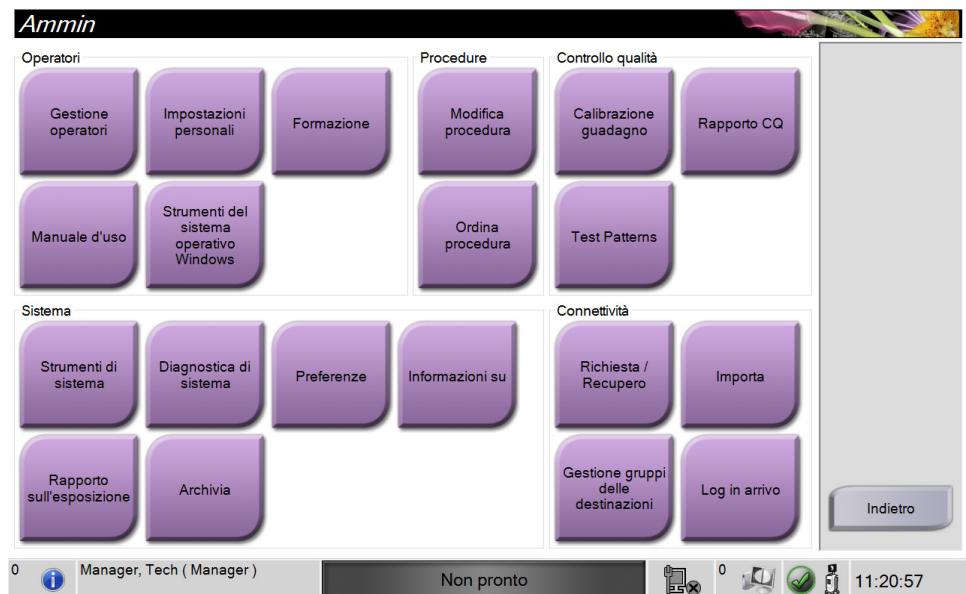 Ammin
Operatori
Procedure
Controllo qualità
Gestione
operatori
Impostazioni
personali
Formazione
Modifica
procedura
Calibrazione
guadagno
Rapporto CQ
Manuale d'uso
Strumenti del
sistema
operativo
Windows
Ordina
procedura
Test Patterns
Sistema
Connettività
Strumenti di
sistema
Diagnostica di
sistema
Preferenze
Informazioni su
Richiesta /
Recupero
Importa
Rapporto
sull'esposizione
Archivia
Gestione gruppi
delle
destinazioni
Log in arrivo
Indietro
0
Manager, Tech ( Manager )
Non pronto
0
11:20:57